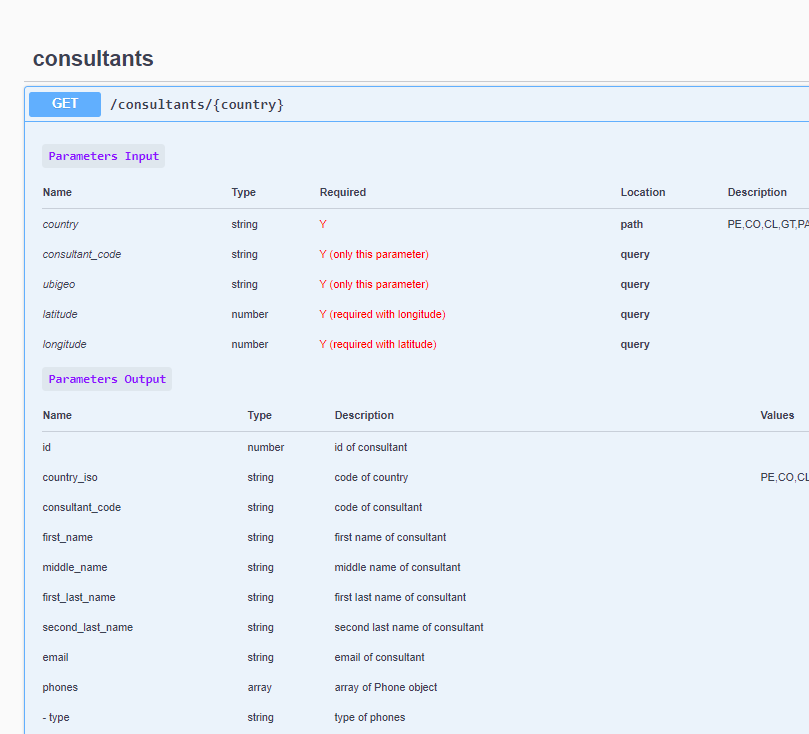 consultants
GET /consultants/{country}
Parameters Input
Name Type Required Location Description
country string Y path PE,CO,CL,GT,PA
consultant_code string Y (only this parameter) query
ubigeo string Y (only this parameter) query
latitude number Y (required with longitude) query
longitude number Y (required with latitude) query
Parameters Output
Name Type Description Values
id number id of consultant
country_iso string code of country PE,CO,CL
consultant_code string code of consultant
first_name string first name of consultant
middle_name string middle name of consultant
first_last_name string first last name of consultant
second_last_name string second last name of consultant
email string email of consultant
phones array array of Phone object
- type string type of phones